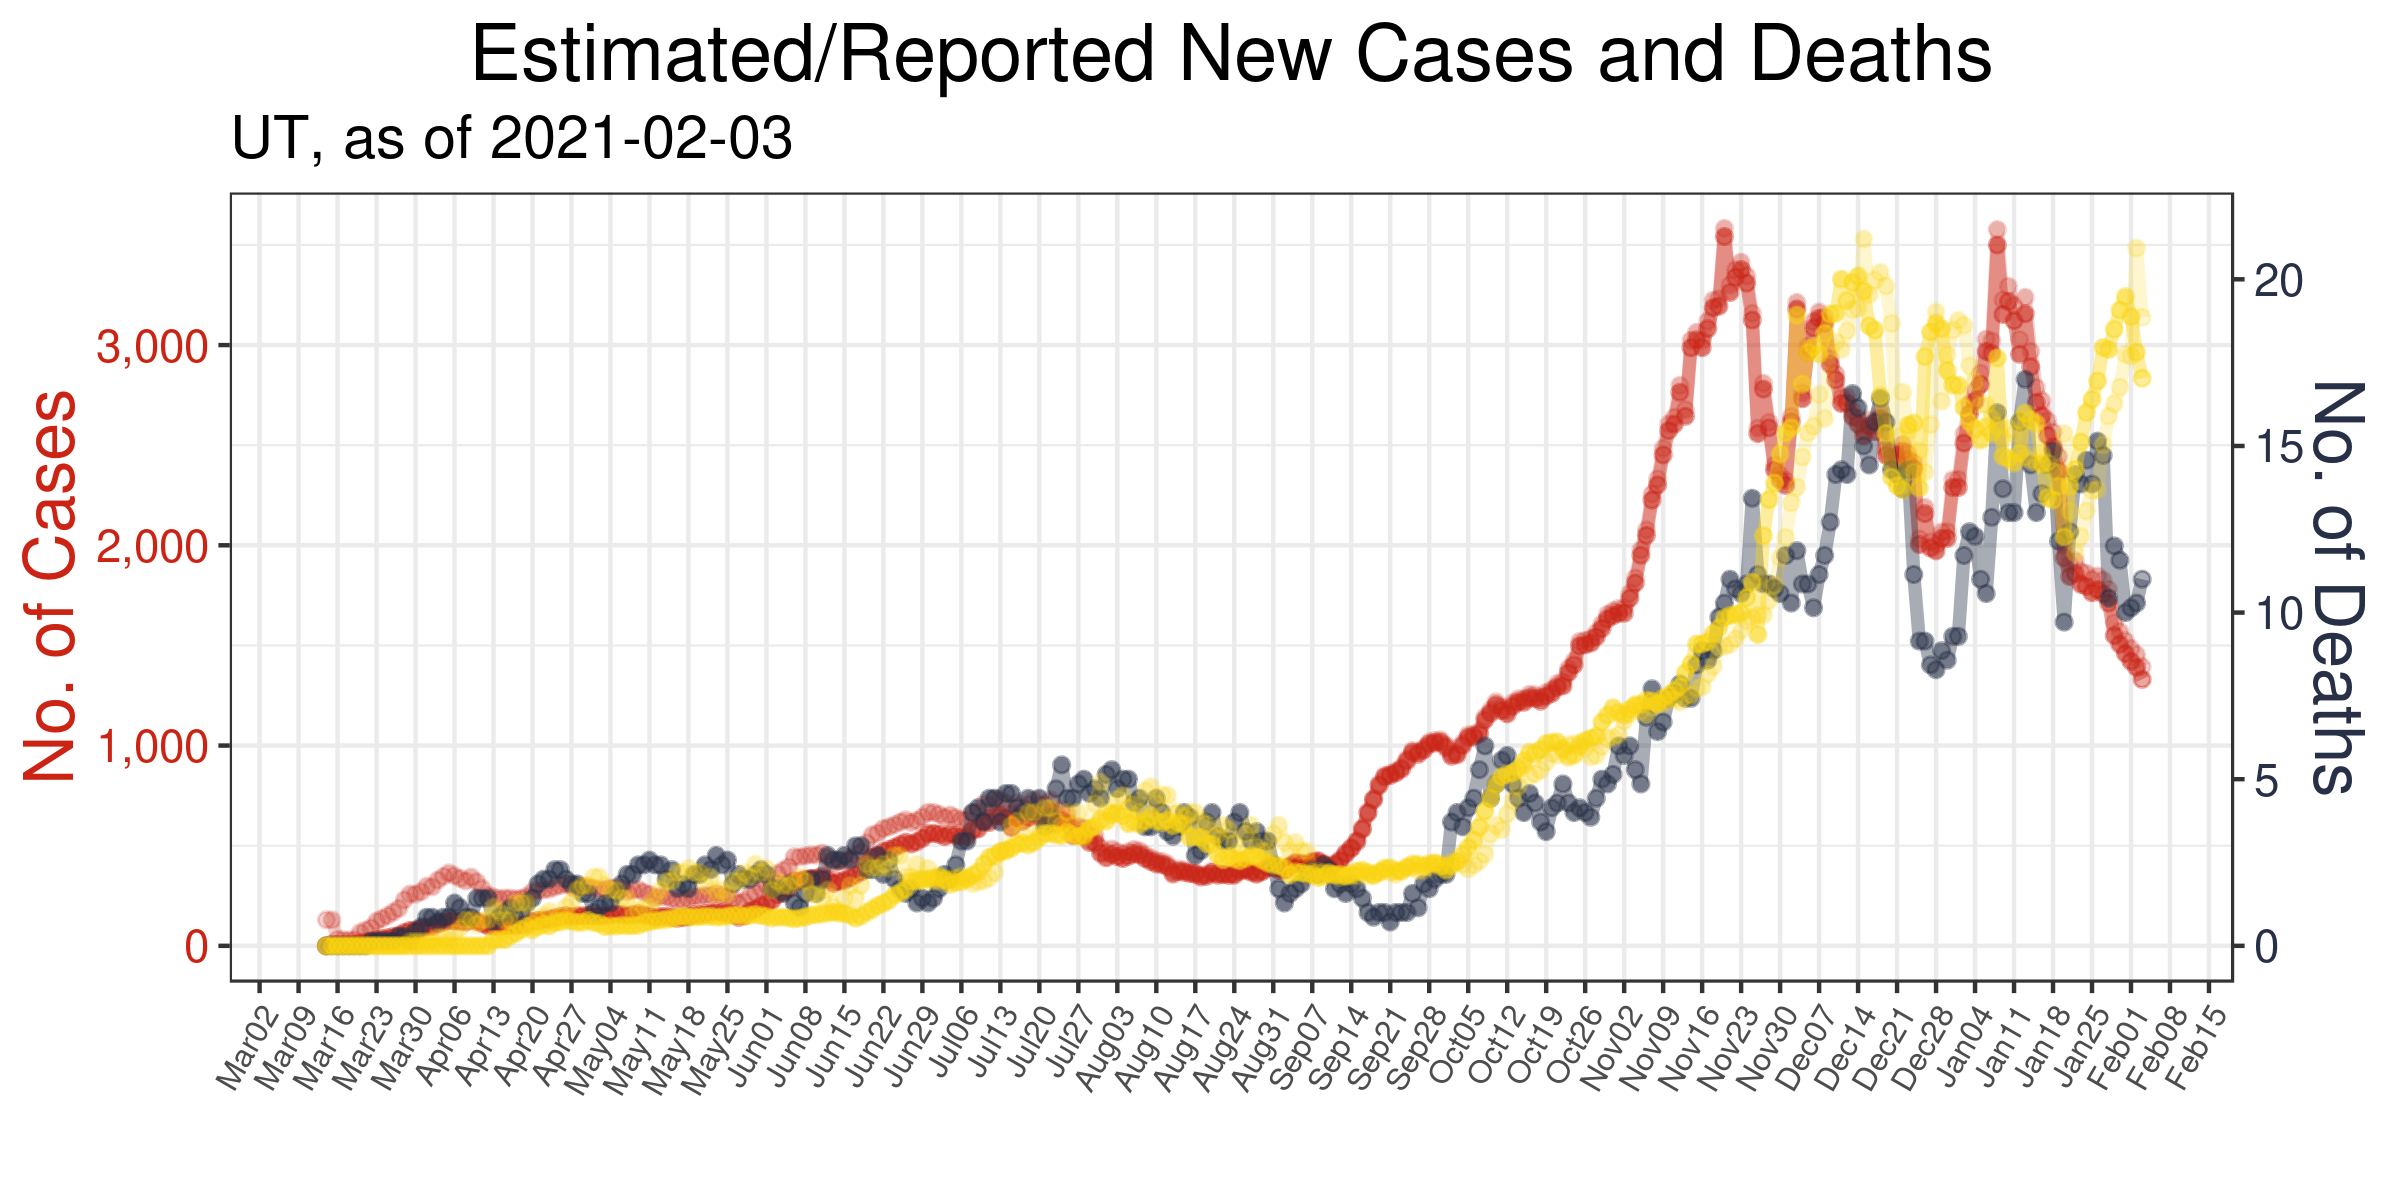 Estimated/Reported New Cases and Deaths
UT, as of 2021-02-03
No. of Cases
3,000
2,000
1,000
0
No. of Deaths
20
15
10
5
0
Mar02
Mar09
Mar16
Mar23
Mar30
Apr06
Apr13
Apr20
Apr27
May04
May11
May18
May25
Jun01
Jun08
Jun15
Jun22
Jun29
Jul06
Jul13
Jul20
Jul27
Aug03
Aug10
Aug17
Aug24
Aug31
Sep07
Sep14
Sep21
Sep28
Oct05
Oct12
Oct19
Oct26
Nov02
Nov09
Nov16
Nov23
Nov30
Dec07
Dec14
Dec21
Dec28
Jan04
Jan11
Jan18
Jan25
Feb01
Feb08
Feb15